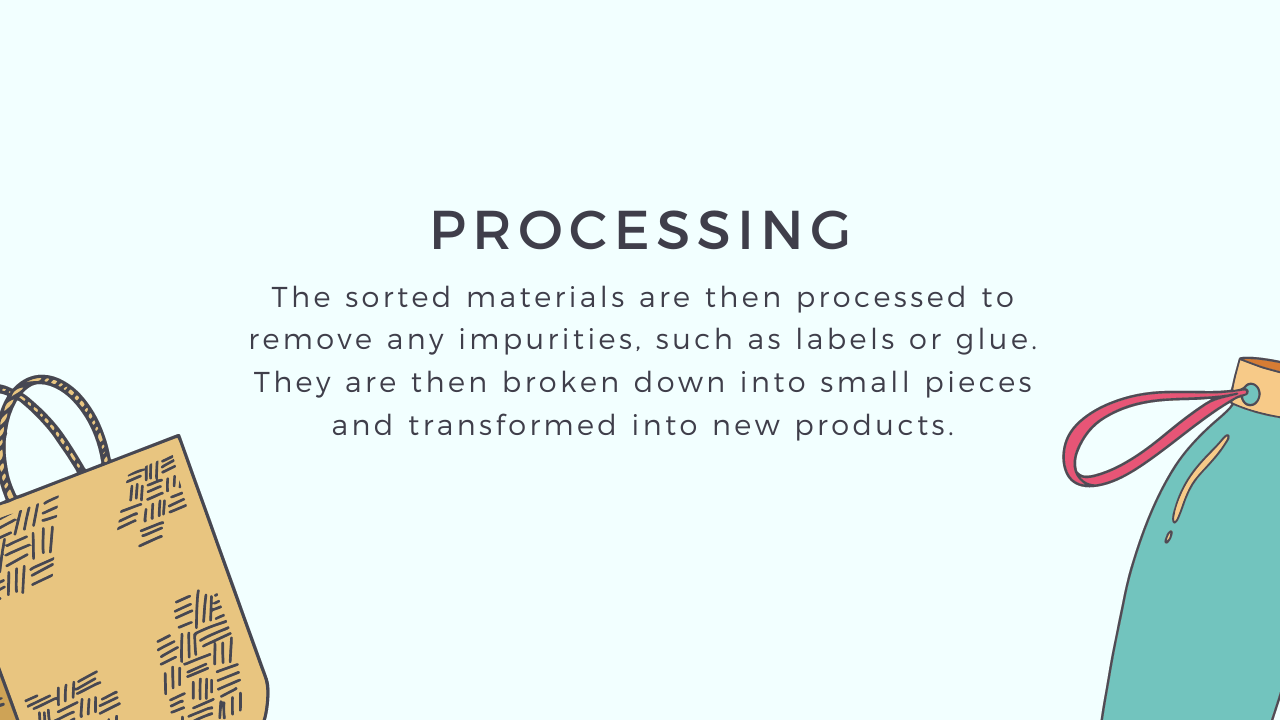 PROCESSING
The sorted materials are then processed to
remove any impurities, such as labels or glue.
They are then broken down into small pieces
and transformed into new products.